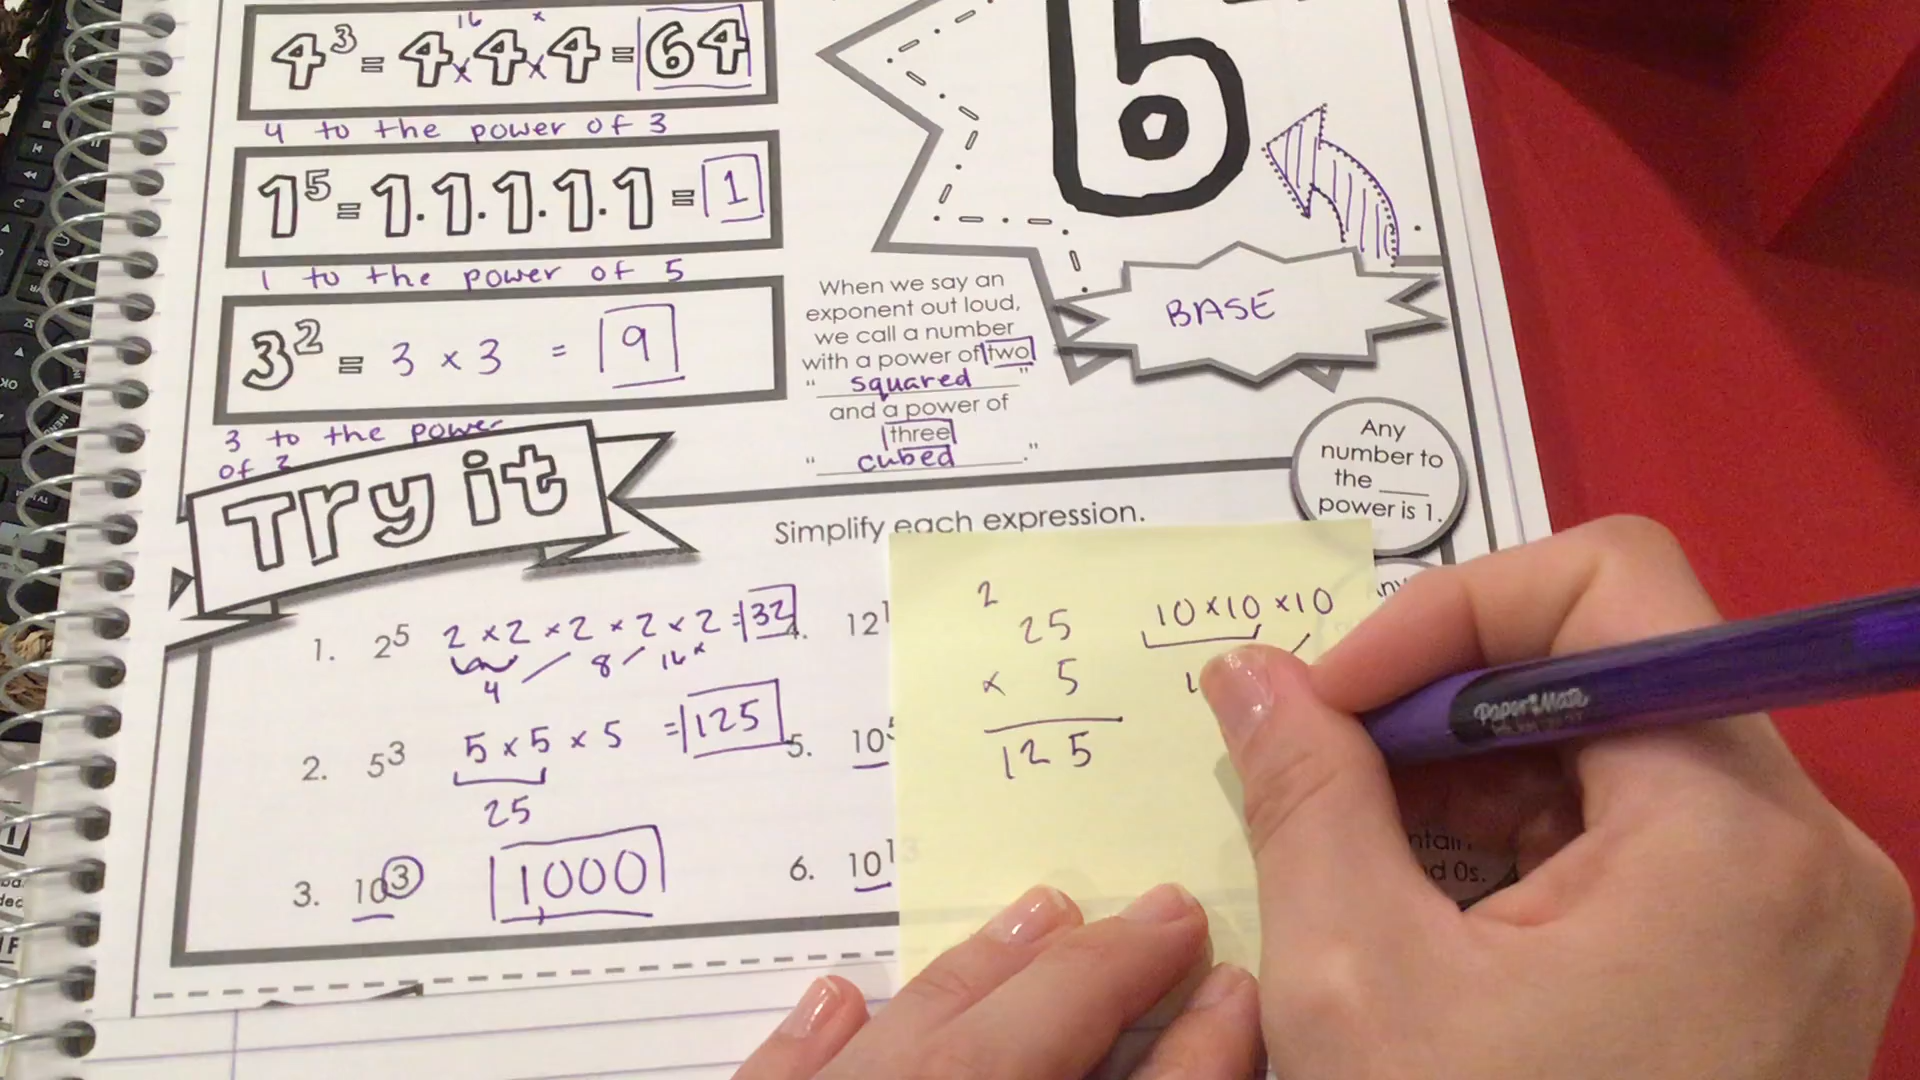 4³ = 4 x 4 x 4 = 64
16 x
4 to the power of 3
1⁵ = 1·1·1·1·1 = 1
1 to the power of 5
3² = 3 x 3 = 9
3 to the power
of 2
b
BASE
When we say an
exponent out loud,
we call a number
with a power of two
" squared "
and a power of
three
" cubed ."
Any
number to
the ____
power is 1.
Try it
Simplify each expression.
1. 2⁵ 2 x 2 x 2 x 2 x 2 = 32
4 8 16 x
2. 5³ 5 x 5 x 5 = 125
25
3. 10³ 1,000
12¹
5. 10⁵
6. 10¹³
2
25
x 5
125
10 x 10 x 10
Paper Mate
0s.